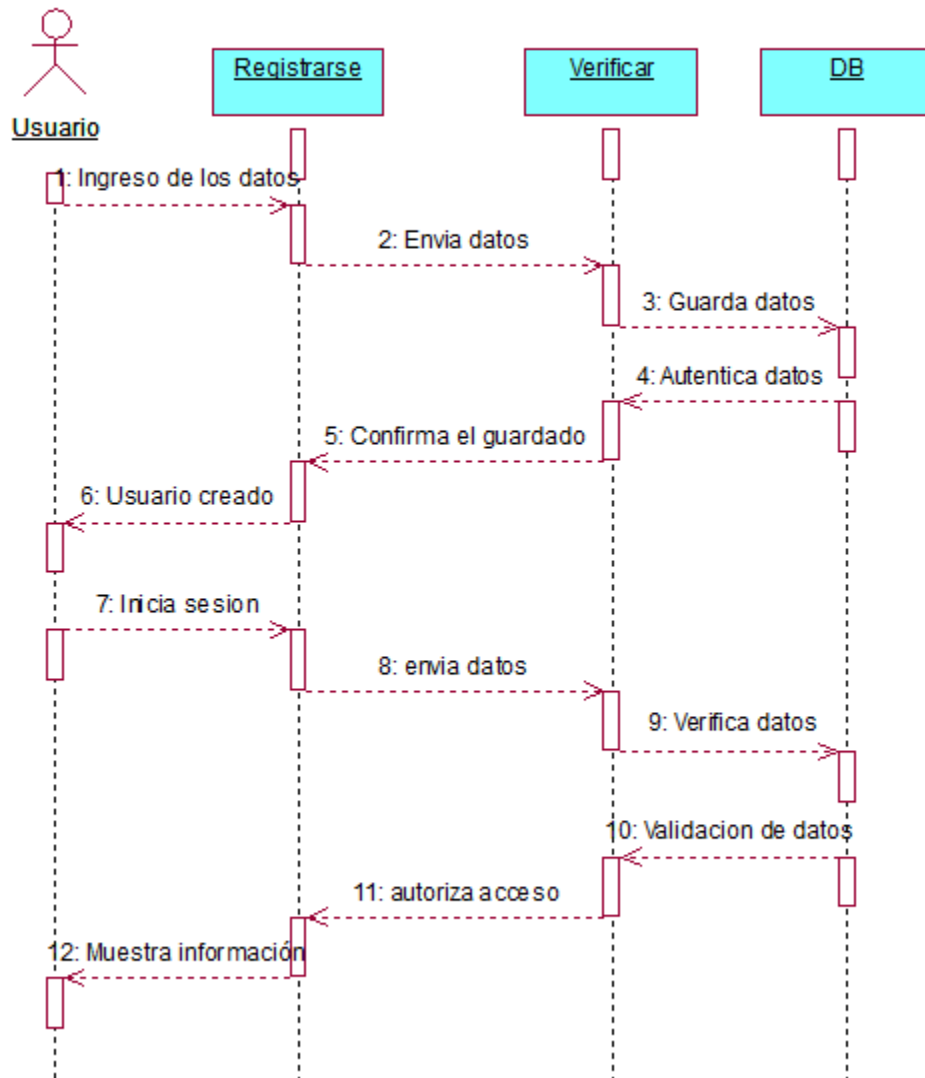 Usuario
Registrarse
Verificar
DB
1: Ingreso de los datos
2: Envia datos
3: Guarda datos
4: Autentica datos
5: Confirma el guardado
6: Usuario creado
7: Inicia sesion
8: envia datos
9: Verifica datos
10: Validacion de datos
11: autoriza acceso
12: Muestra información